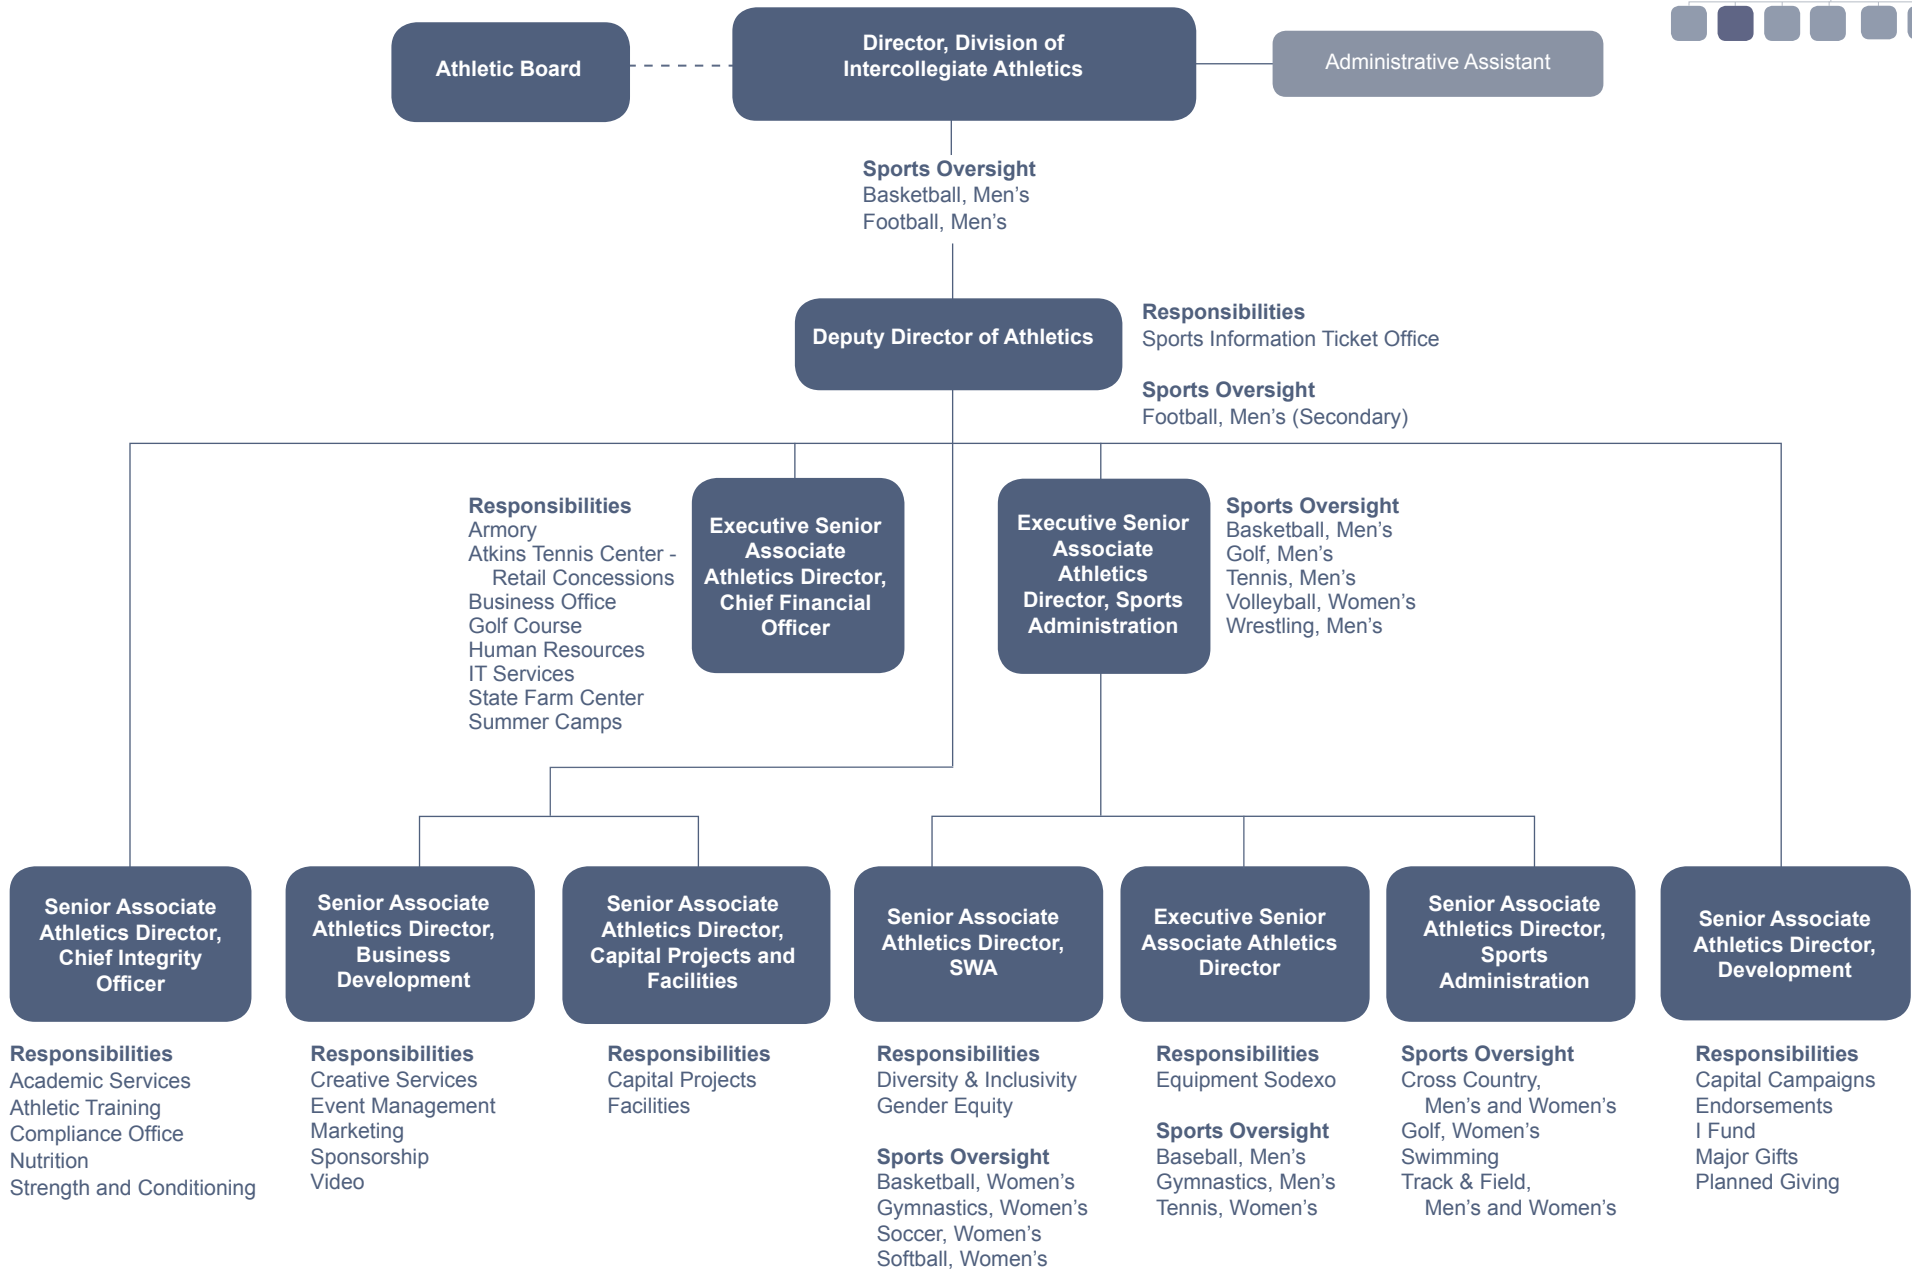 Athletic Board
Director, Division of
Intercollegiate Athletics
Administrative Assistant
Sports Oversight
Basketball, Men’s
Football, Men’s
Deputy Director of Athletics
Responsibilities
Sports Information Ticket Office
Sports Oversight
Football, Men’s (Secondary)
Responsibilities
Armory
Atkins Tennis Center -
Retail Concessions
Business Office
Golf Course
Human Resources
IT Services
State Farm Center
Summer Camps
Executive Senior
Associate
Athletics Director,
Chief Financial
Officer
Executive Senior
Associate
Athletics
Director, Sports
Administration
Sports Oversight
Basketball, Men’s
Golf, Men’s
Tennis, Men’s
Volleyball, Women’s
Wrestling, Men’s
Senior Associate
Athletics Director,
Chief Integrity
Officer
Responsibilities
Academic Services
Athletic Training
Compliance Office
Nutrition
Strength and Conditioning
Senior Associate
Athletics Director,
Business
Development
Responsibilities
Creative Services
Event Management
Marketing
Sponsorship
Video
Senior Associate
Athletics Director,
Capital Projects and
Facilities
Responsibilities
Capital Projects
Facilities
Senior Associate
Athletics Director,
SWA
Responsibilities
Diversity & Inclusivity
Gender Equity
Sports Oversight
Basketball, Women’s
Gymnastics, Women’s
Soccer, Women’s
Softball, Women’s
Executive Senior
Associate Athletics
Director
Responsibilities
Equipment Sodexo
Sports Oversight
Baseball, Men’s
Gymnastics, Men’s
Tennis, Women’s
Senior Associate
Athletics Director,
Sports
Administration
Sports Oversight
Cross Country,
Men’s and Women’s
Golf, Women’s
Swimming
Track & Field,
Men’s and Women’s
Senior Associate
Athletics Director,
Development
Responsibilities
Capital Campaigns
Endorsements
I Fund
Major Gifts
Planned Giving